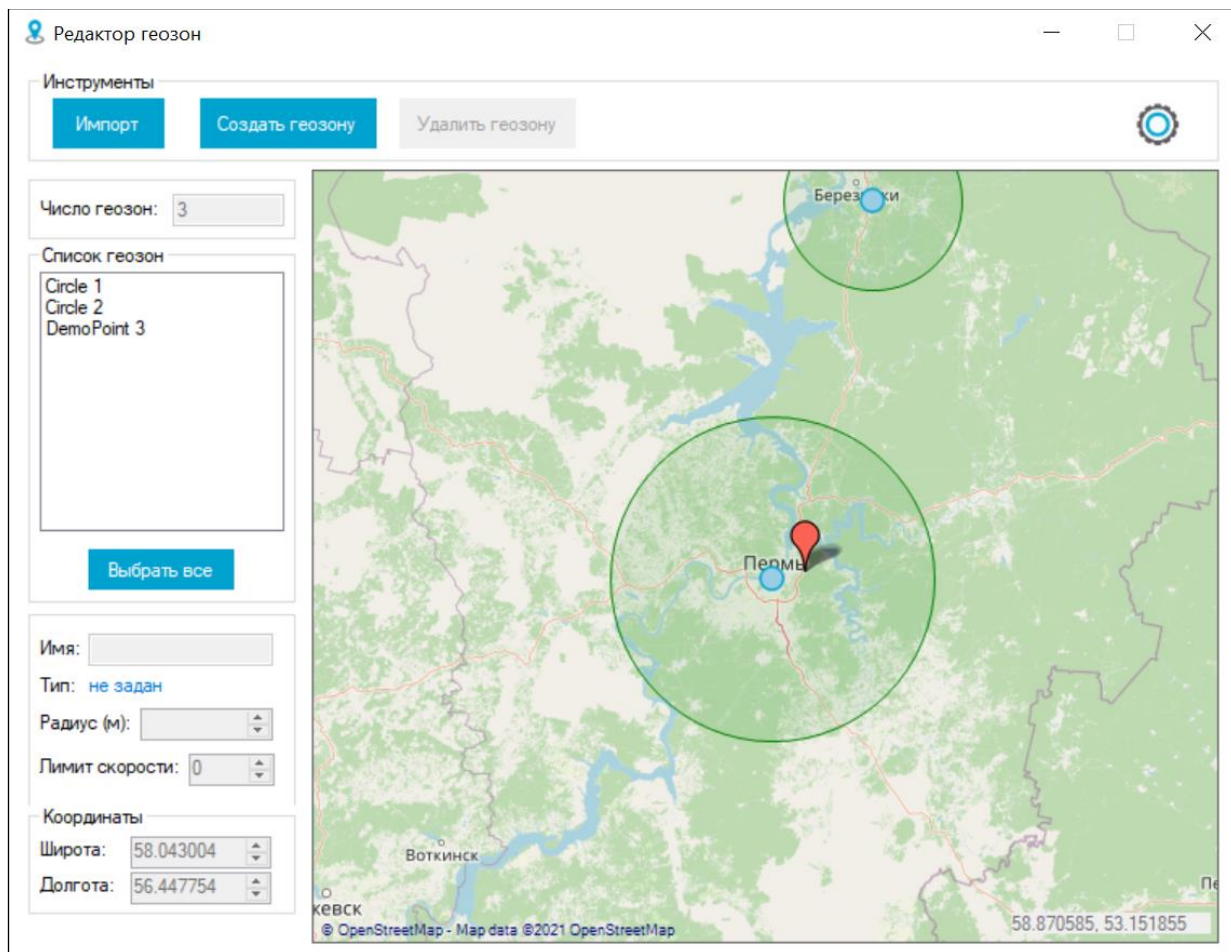 Редактор геозон
Инструменты
Импорт
Создать геозону
Удалить геозону
Число геозон: 3
Список геозон
Circle 1
Circle 2
DemoPoint 3
Выбрать все
Имя:
Тип: не задан
Радиус (м):
Лимит скорости: 0
Координаты
Широта: 58.043004
Долгота: 56.447754
Пермь
Воткинск
кевск
© OpenStreetMap - Map data ©2021 OpenStreetMap
58.870585, 53.151855